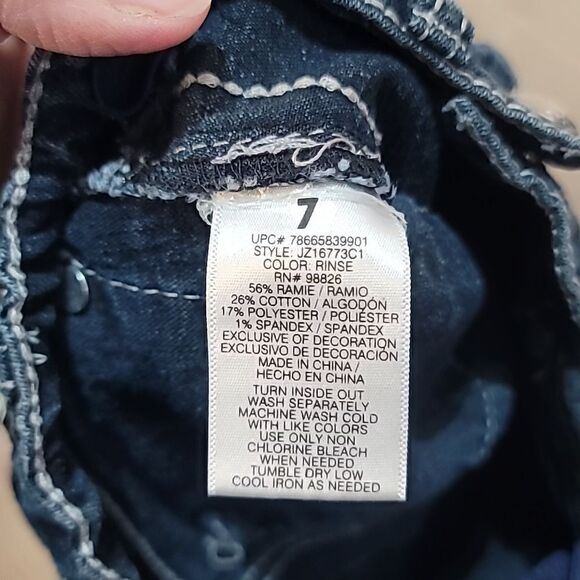 7
UPC# 78665839901
STYLE: JZ16773C1
COLOR: RINSE
RN# 98826
56% RAMIE / RAMIO
26% COTTON / ALGODÓN
17% POLYESTER / POLIÉSTER
1% SPANDEX / SPANDEX
EXCLUSIVE OF DECORATION
EXCLUSIVO DE DECORACIÓN
MADE IN CHINA /
HECHO EN CHINA
TURN INSIDE OUT
WASH SEPARATELY
MACHINE WASH COLD
WITH LIKE COLORS
USE ONLY NON
CHLORINE BLEACH
WHEN NEEDED
TUMBLE DRY LOW
COOL IRON AS NEEDED